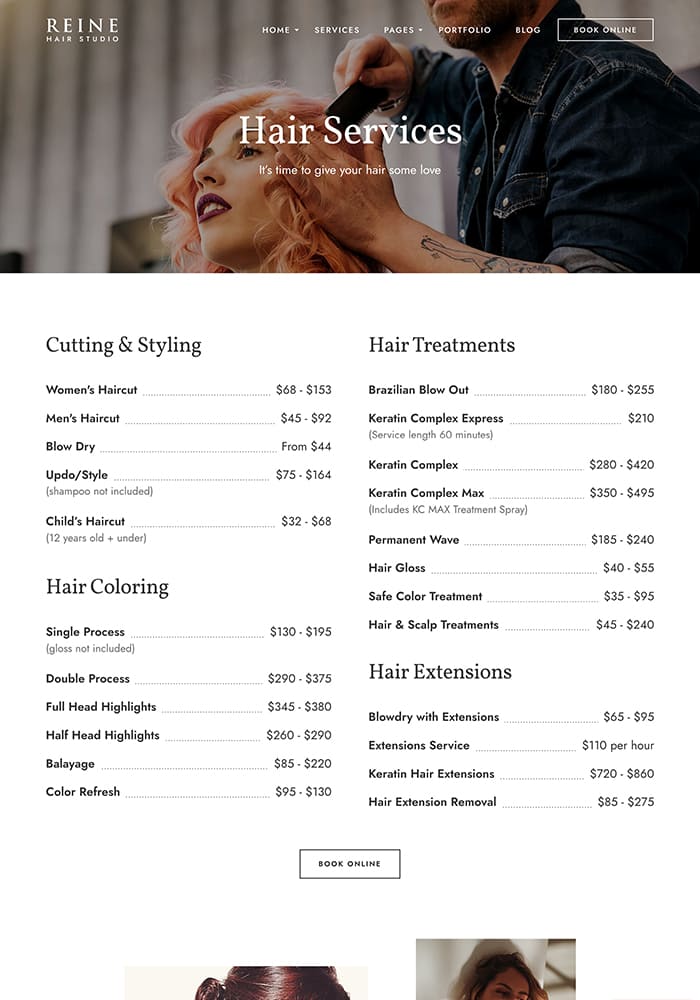 REINE
HAIR STUDIO
HOME
SERVICES
PAGES
PORTFOLIO
BLOG
BOOK ONLINE
Hair Services
It's time to give your hair some love
Cutting & Styling
Women's Haircut $68 - $153
Men's Haircut $45 - $92
Blow Dry From $44
Updo/Style $75 - $164
(shampoo not included)
Child's Haircut $32 - $68
(12 years old + under)
Hair Coloring
Single Process $130 - $195
(gloss not included)
Double Process $290 - $375
Full Head Highlights $345 - $380
Half Head Highlights $260 - $290
Balayage $85 - $220
Color Refresh $95 - $130
Hair Treatments
Brazilian Blow Out $180 - $255
Keratin Complex Express $210
(Service length 60 minutes)
Keratin Complex $280 - $420
Keratin Complex Max $350 - $495
(Includes KC MAX Treatment Spray)
Permanent Wave $185 - $240
Hair Gloss $40 - $55
Safe Color Treatment $35 - $95
Hair & Scalp Treatments $45 - $240
Hair Extensions
Blowdry with Extensions $65 - $95
Extensions Service $110 per hour
Keratin Hair Extensions $720 - $860
Hair Extension Removal $85 - $275
BOOK ONLINE